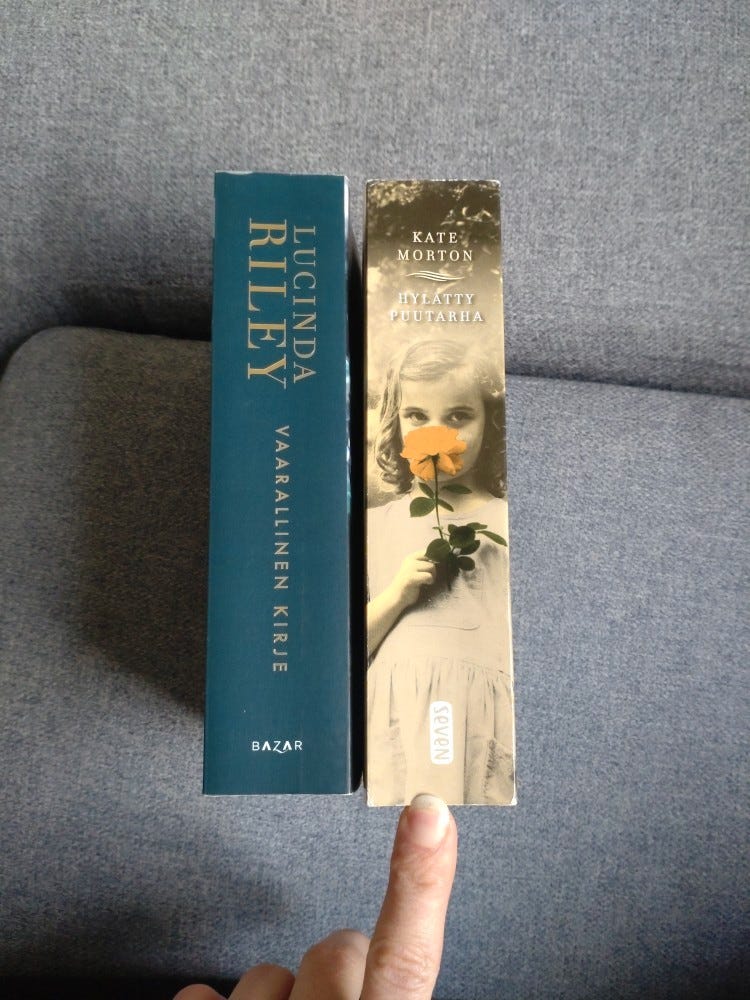 LUCINDA
RILEY
VAARALLINEN KIRJE
BAZAR
KATE
MORTON
HYLÄTTY
PUUTARHA
seven